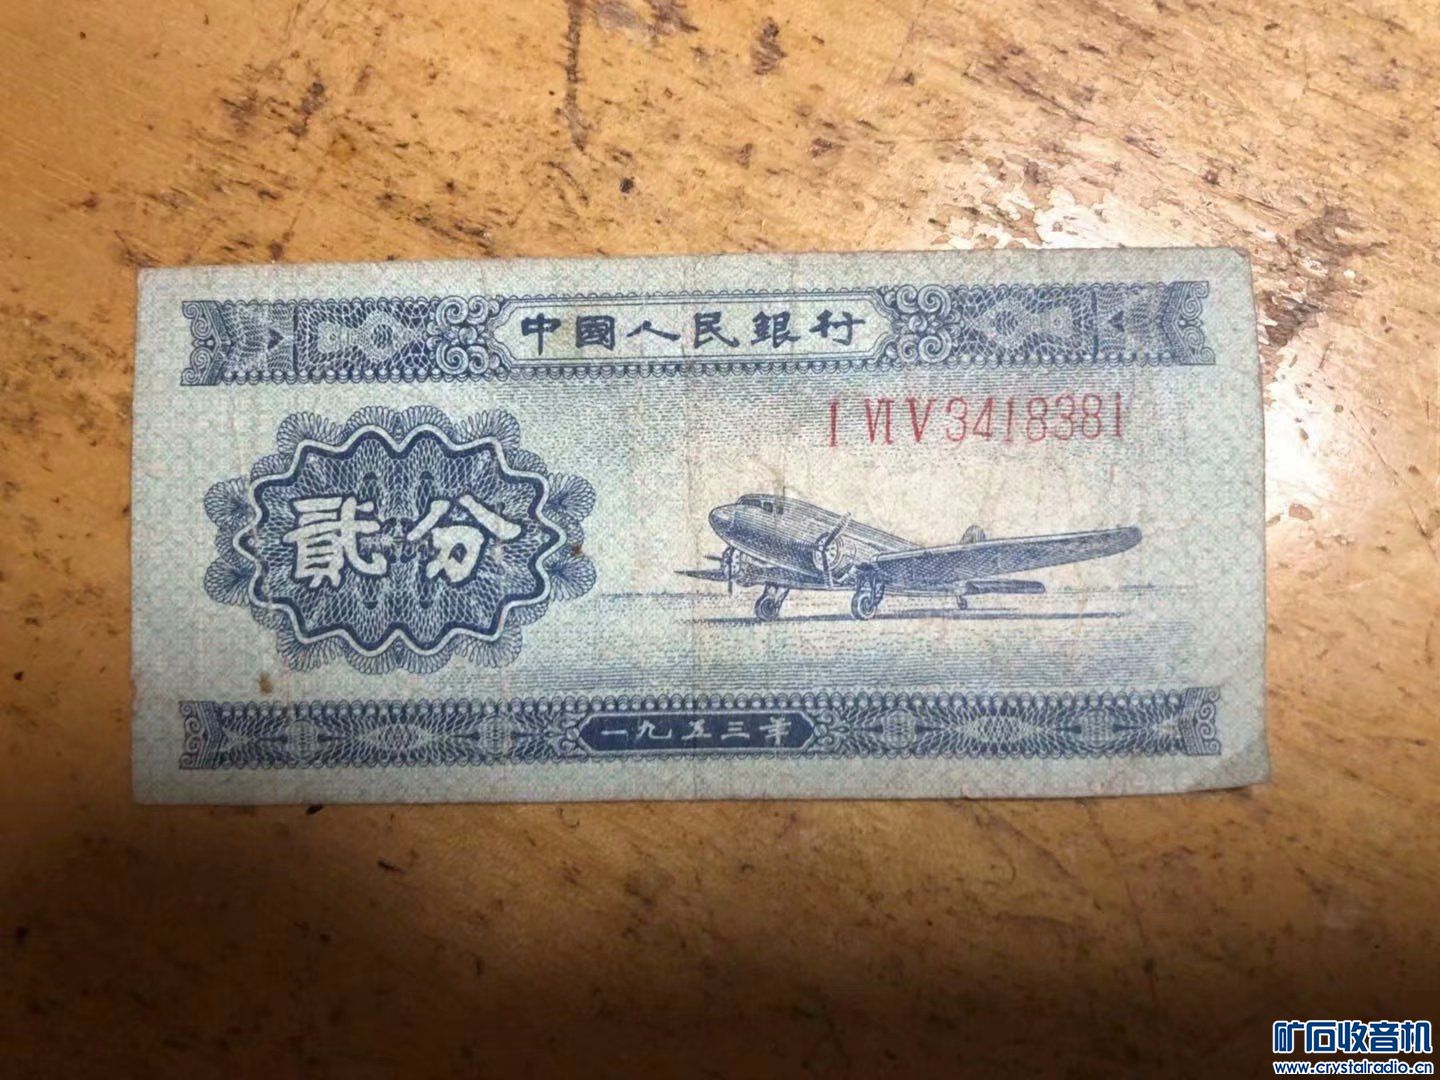 中國人民銀行
I VI V 3418381
貳分
一九五三年
矿石收音机
www.crystalradio.cn